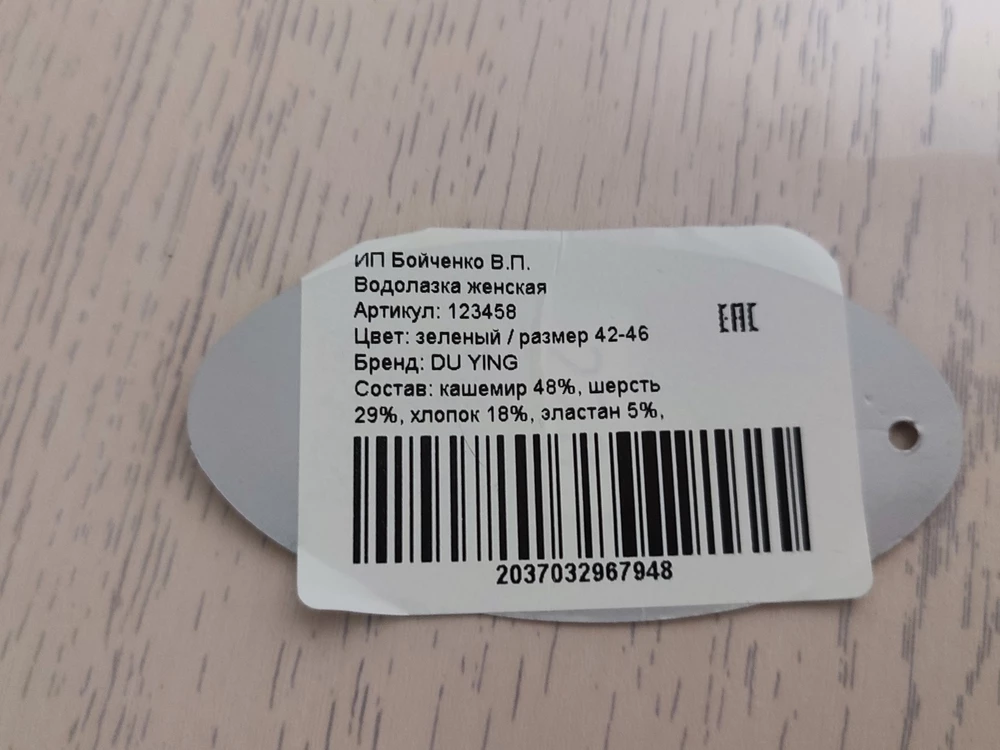 ИП Бойченко В.П.
Водолазка женская
Артикул: 123458
Цвет: зеленый / размер 42-46
EAC
Бренд: DU YING
Состав: кашемир 48%, шерсть
29%, хлопок 18%, эластан 5%,
2037032967948